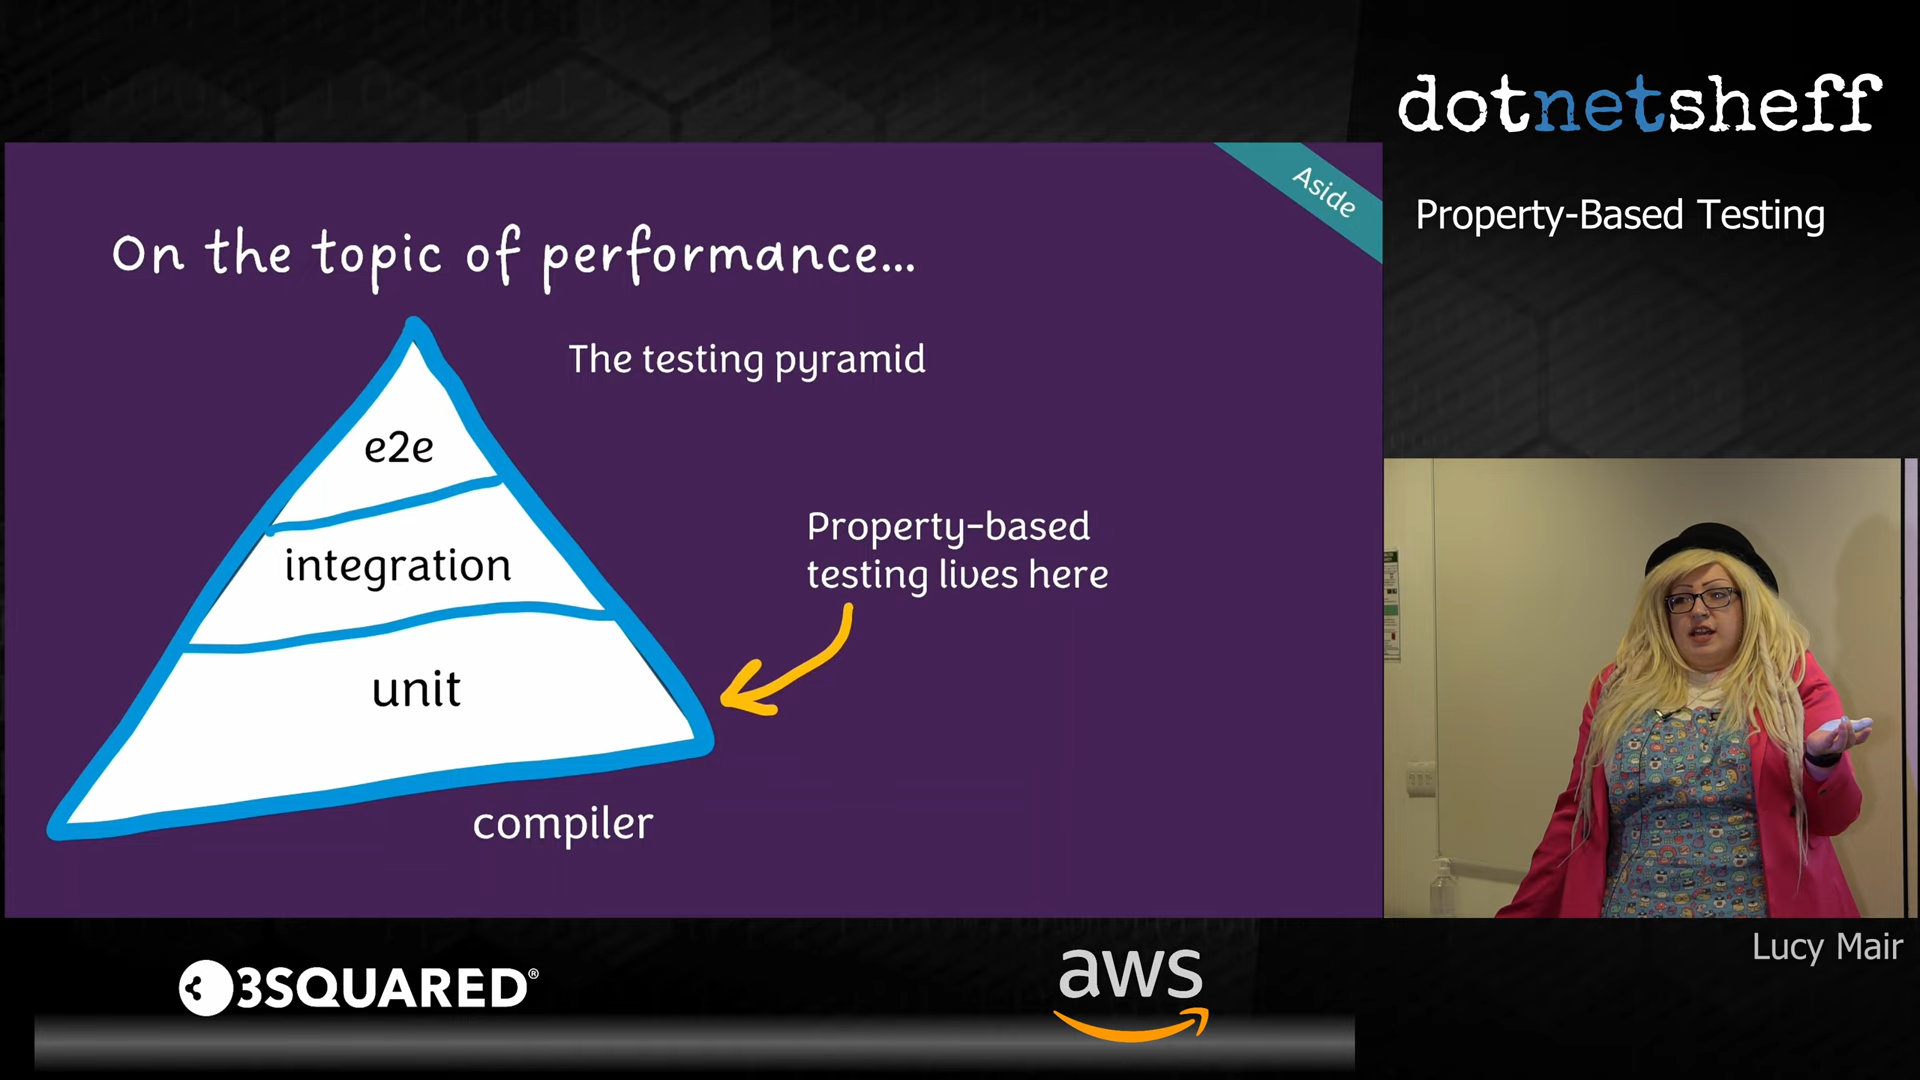 dotnetsheff
Property-Based Testing
Aside
On the topic of performance...
The testing pyramid
e2e
integration
unit
compiler
Property-based
testing lives here
Lucy Mair
3SQUARED®
aws